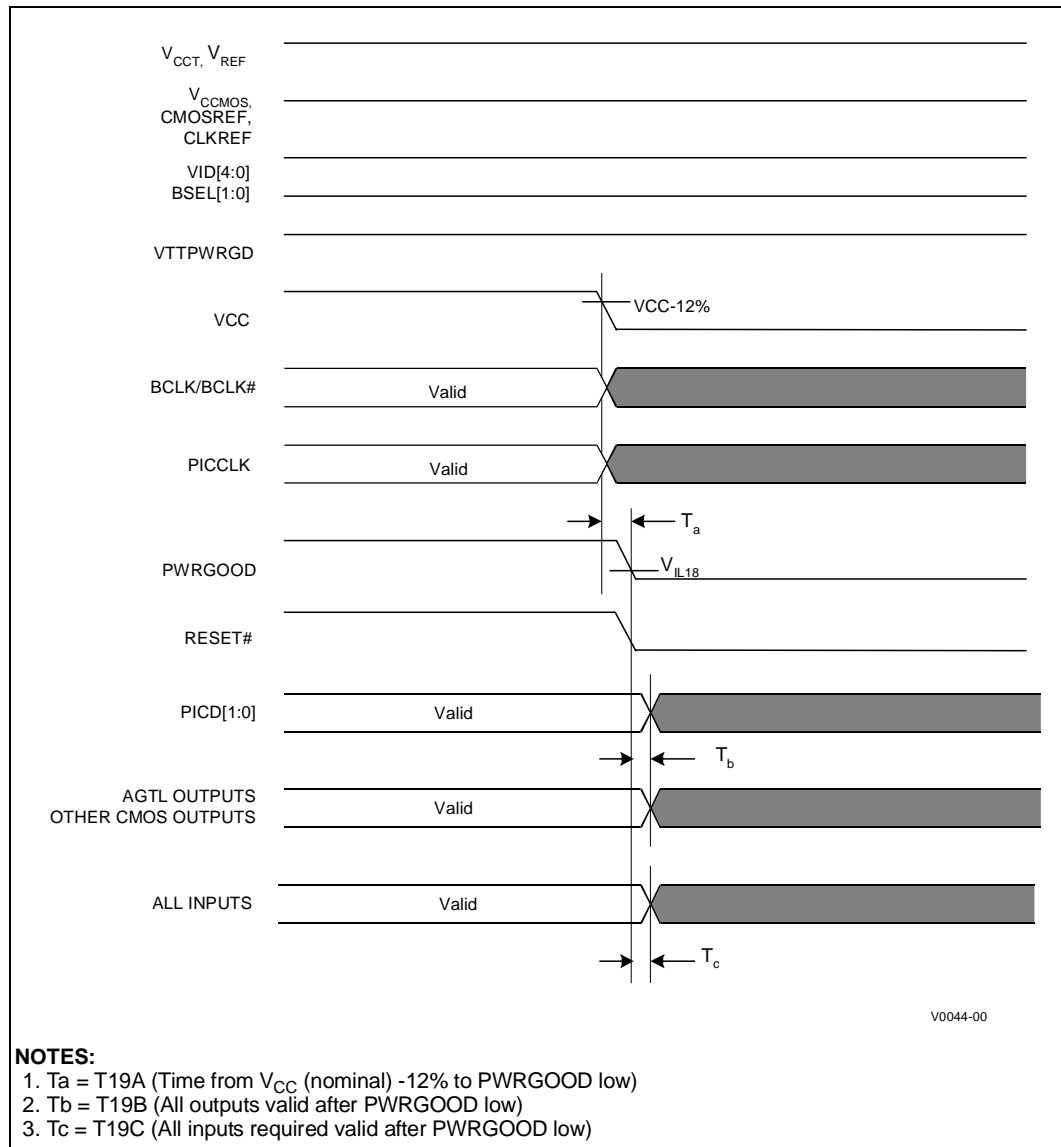 VCCT, VREF
VCCMOS,
CMOSREF,
CLKREF
VID[4:0]
BSEL[1:0]
VTTPWRGD
VCC
VCC-12%
BCLK/BCLK#
Valid
PICCLK
Valid
Ta
PWRGOOD
VIL18
RESET#
PICD[1:0]
Valid
Tb
AGTL OUTPUTS
OTHER CMOS OUTPUTS
Valid
ALL INPUTS
Valid
Tc
V0044-00
NOTES:
1. Ta = T19A (Time from VCC (nominal) -12% to PWRGOOD low)
2. Tb = T19B (All outputs valid after PWRGOOD low)
3. Tc = T19C (All inputs required valid after PWRGOOD low)